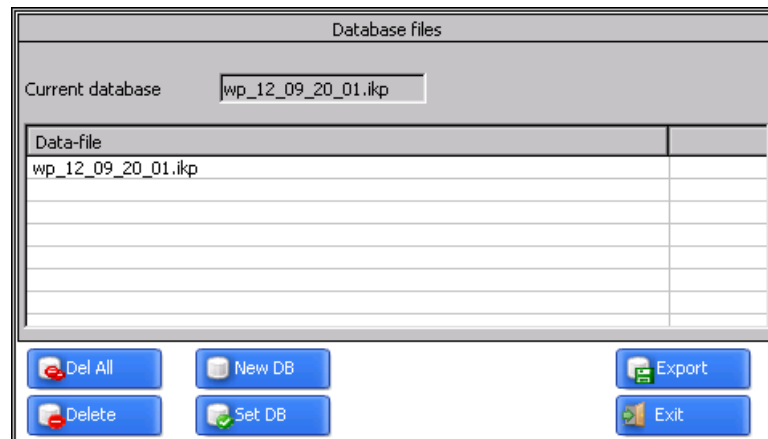 Database files
Current database wp_12_09_20_01.ikp
Data-file
wp_12_09_20_01.ikp
Del All New DB Export
Delete Set DB Exit